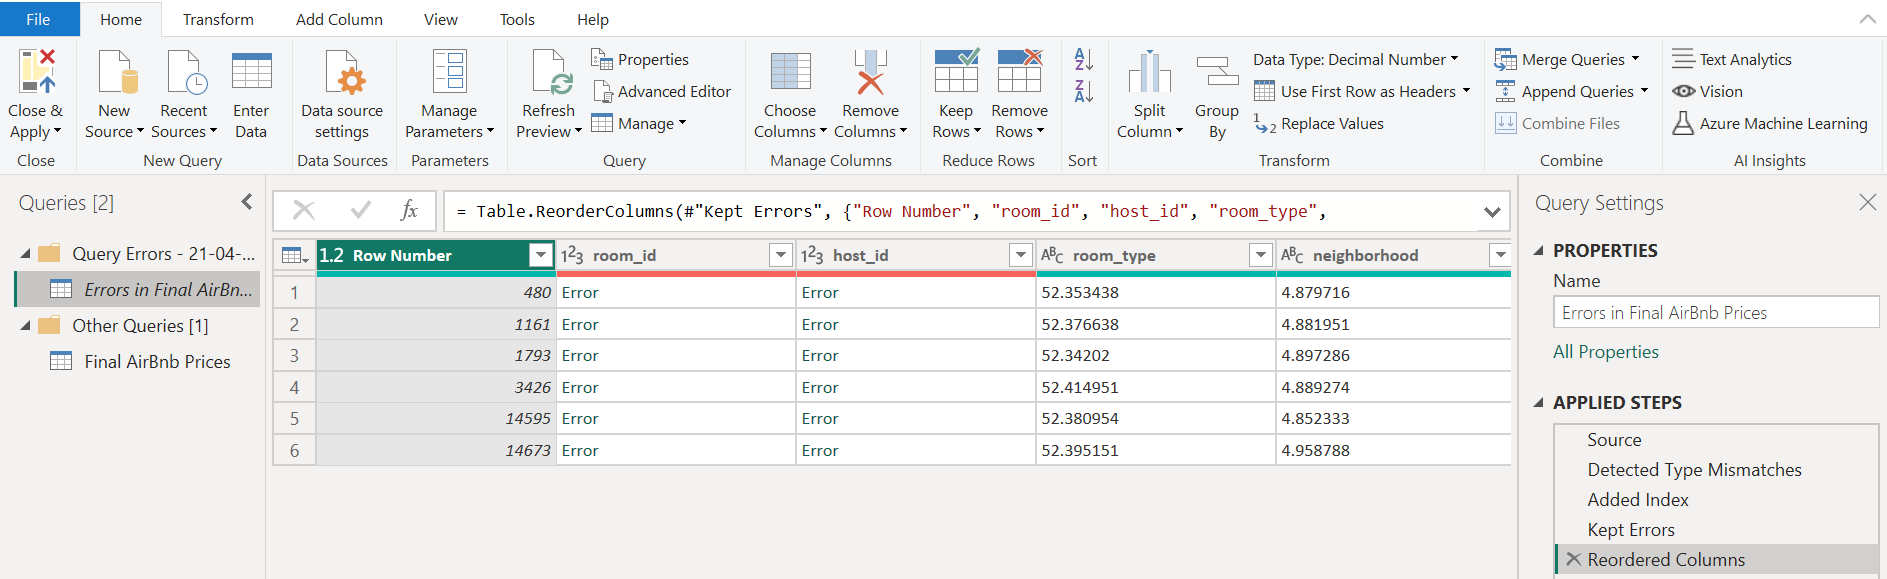 File Home Transform Add Column View Tools Help
Close & Apply
New Source
Recent Sources
Enter Data
Data source settings
Manage Parameters
Refresh Preview
Properties
Advanced Editor
Manage
Choose Columns
Remove Columns
Keep Rows
Remove Rows
A Z
Z A
Split Column
Group By
Data Type: Decimal Number
Use First Row as Headers
1 2 Replace Values
Merge Queries
Append Queries
Combine Files
Text Analytics
Vision
Azure Machine Learning
Close New Query Data Sources Parameters Query Manage Columns Reduce Rows Sort Transform Combine AI Insights
Queries [2]
Query Errors - 21-04-...
Errors in Final AirBn...
Other Queries [1]
Final AirBnb Prices
fx = Table.ReorderColumns(#"Kept Errors", {"Row Number", "room_id", "host_id", "room_type",
1.2 Row Number 123 room_id 123 host_id ABC room_type ABC neighborhood
1 480 Error Error 52.353438 4.879716
2 1161 Error Error 52.376638 4.881951
3 1793 Error Error 52.34202 4.897286
4 3426 Error Error 52.414951 4.889274
5 14595 Error Error 52.380954 4.852333
6 14673 Error Error 52.395151 4.958788
Query Settings
PROPERTIES
Name
Errors in Final AirBnb Prices
All Properties
APPLIED STEPS
Source
Detected Type Mismatches
Added Index
Kept Errors
Reordered Columns